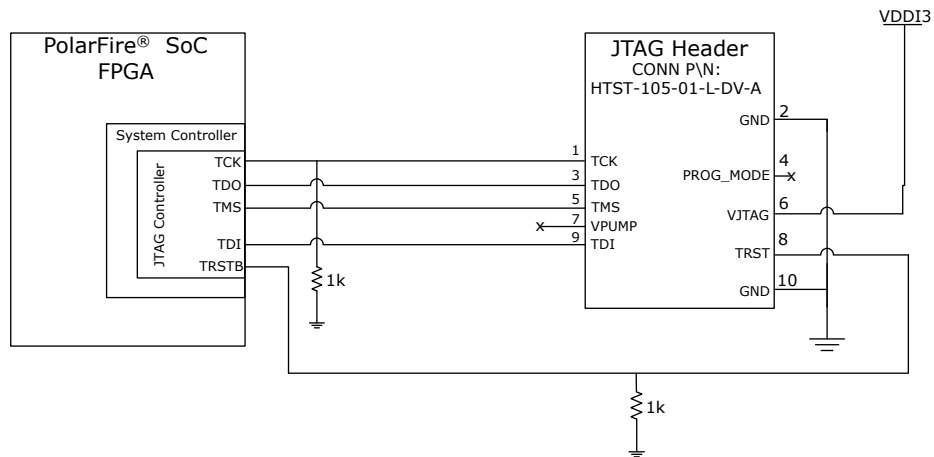 VDDI3
PolarFire® SoC
FPGA
System Controller
JTAG Controller
TCK
TDO
TMS
TDI
TRSTB
1k
1
3
5
7
9
JTAG Header
CONN P\N:
HTST-105-01-L-DV-A
TCK
TDO
TMS
VPUMP
TDI
GND
PROG_MODE
VJTAG
TRST
GND
2
4
6
8
10
1k